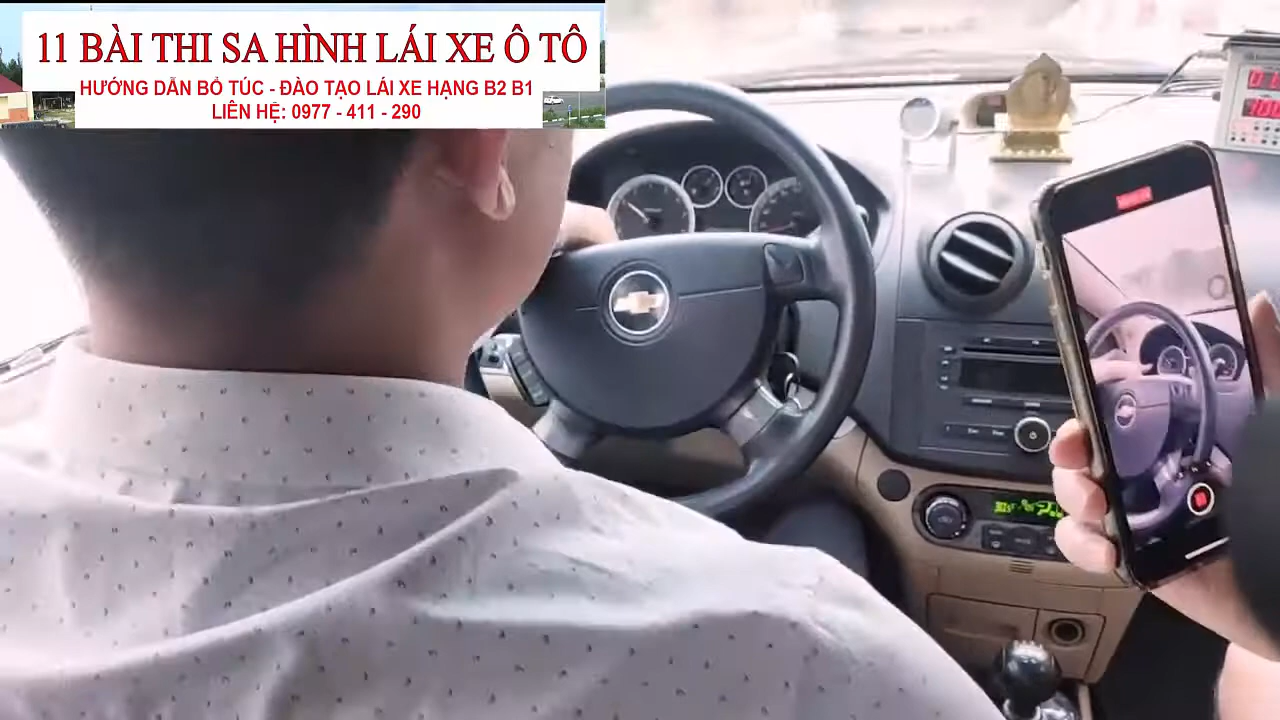 11 BÀI THI SA HÌNH LÁI XE Ô TÔ
HƯỚNG DẪN BỔ TÚC - ĐÀO TẠO LÁI XE HẠNG B2 B1
LIÊN HỆ: 0977 - 411 - 290